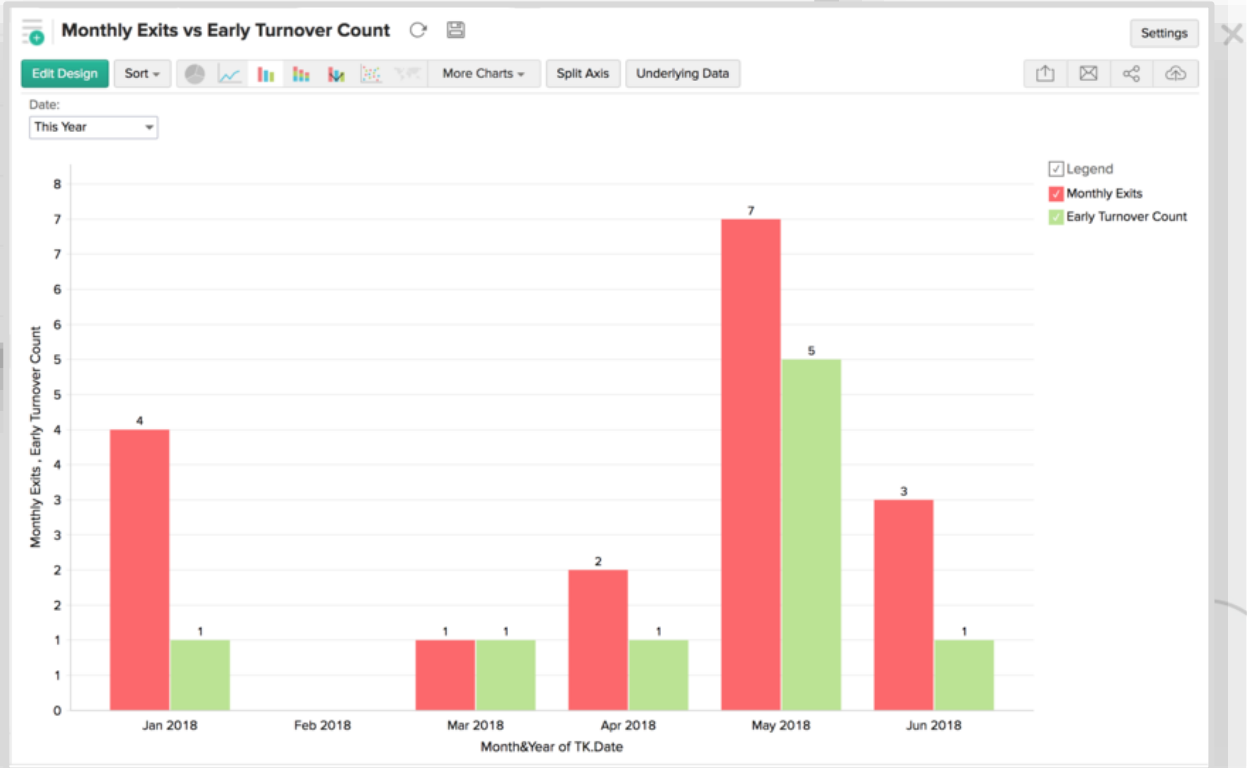 Monthly Exits vs Early Turnover Count
Settings
Edit Design Sort More Charts Split Axis Underlying Data
Date:
This Year
Legend
Monthly Exits
Early Turnover Count
Monthly Exits , Early Turnover Count
8
7
7
6
6
5
5
4
4
3
3
2
2
1
1
0
4
1
1
1
2
1
7
5
3
1
Jan 2018 Feb 2018 Mar 2018 Apr 2018 May 2018 Jun 2018
Month&Year of TK.Date